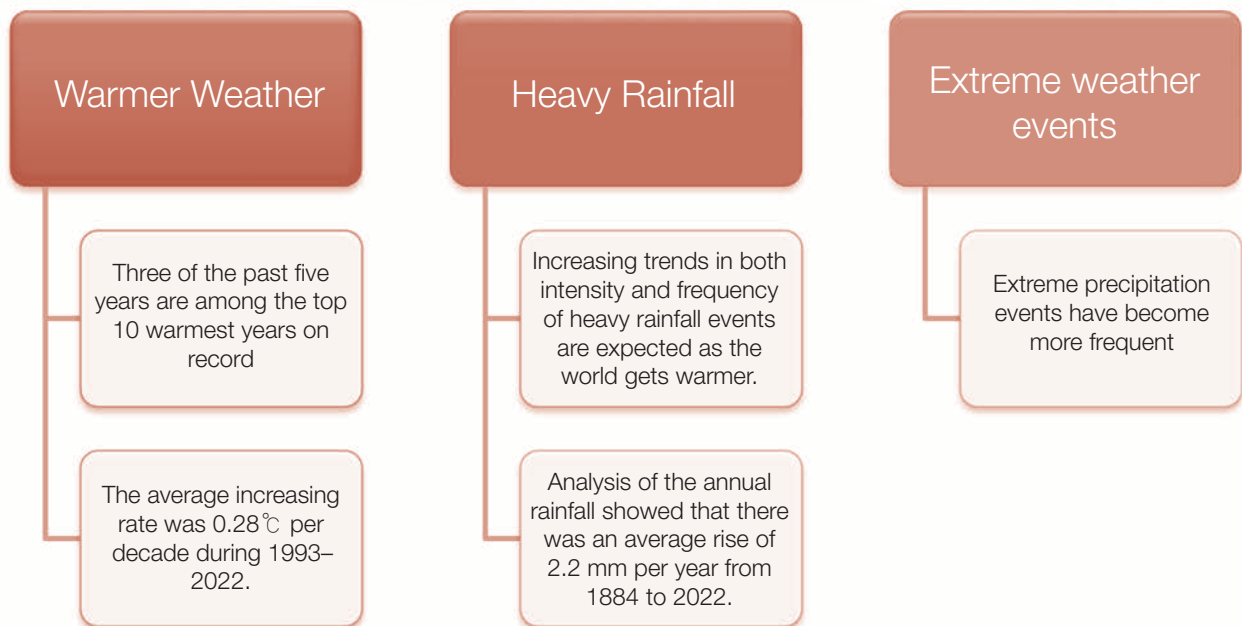 Warmer Weather
Three of the past five
years are among the top
10 warmest years on
record
The average increasing
rate was 0.28℃ per
decade during 1993–
2022.
Heavy Rainfall
Increasing trends in both
intensity and frequency
of heavy rainfall events
are expected as the
world gets warmer.
Analysis of the annual
rainfall showed that there
was an average rise of
2.2 mm per year from
1884 to 2022.
Extreme weather
events
Extreme precipitation
events have become
more frequent